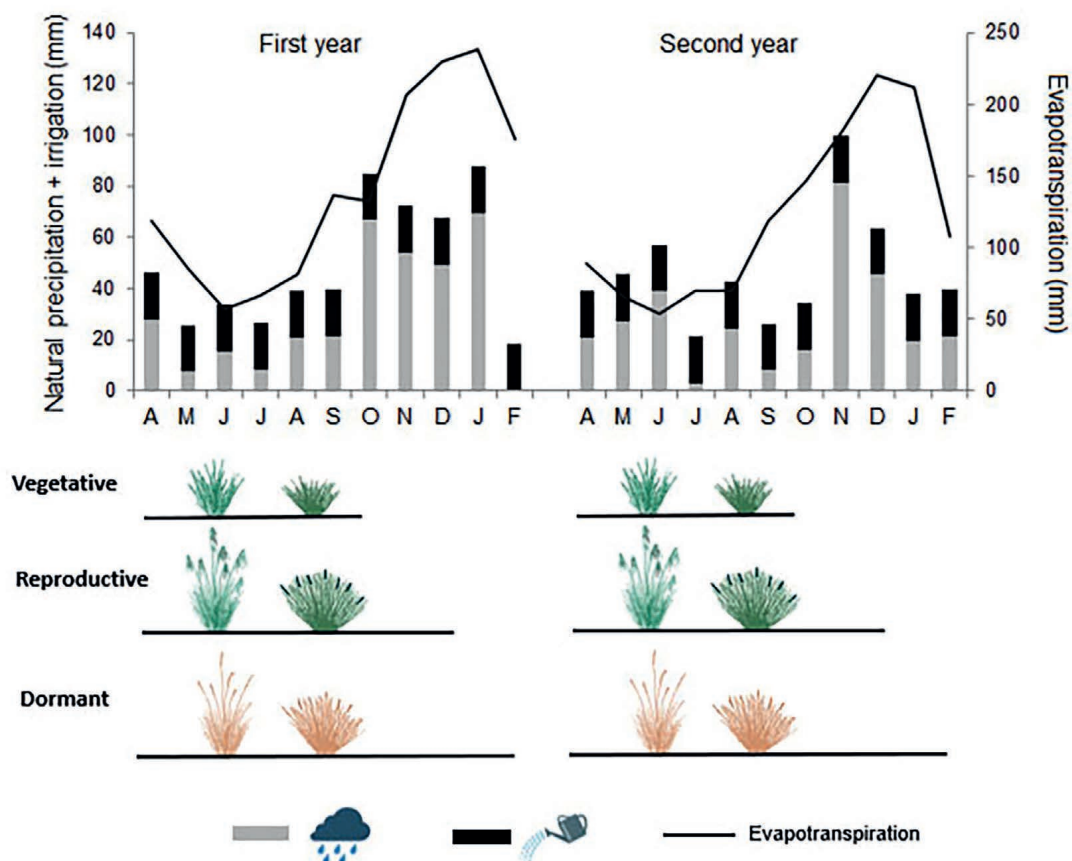 First year
Second year
Natural precipitation + irrigation (mm)
140
120
100
80
60
40
20
0
250
200
150
100
50
0
Evapotranspiration (mm)
A M J J A S O N D J F
A M J J A S O N D J F
Vegetative
Reproductive
Dormant
Evapotranspiration